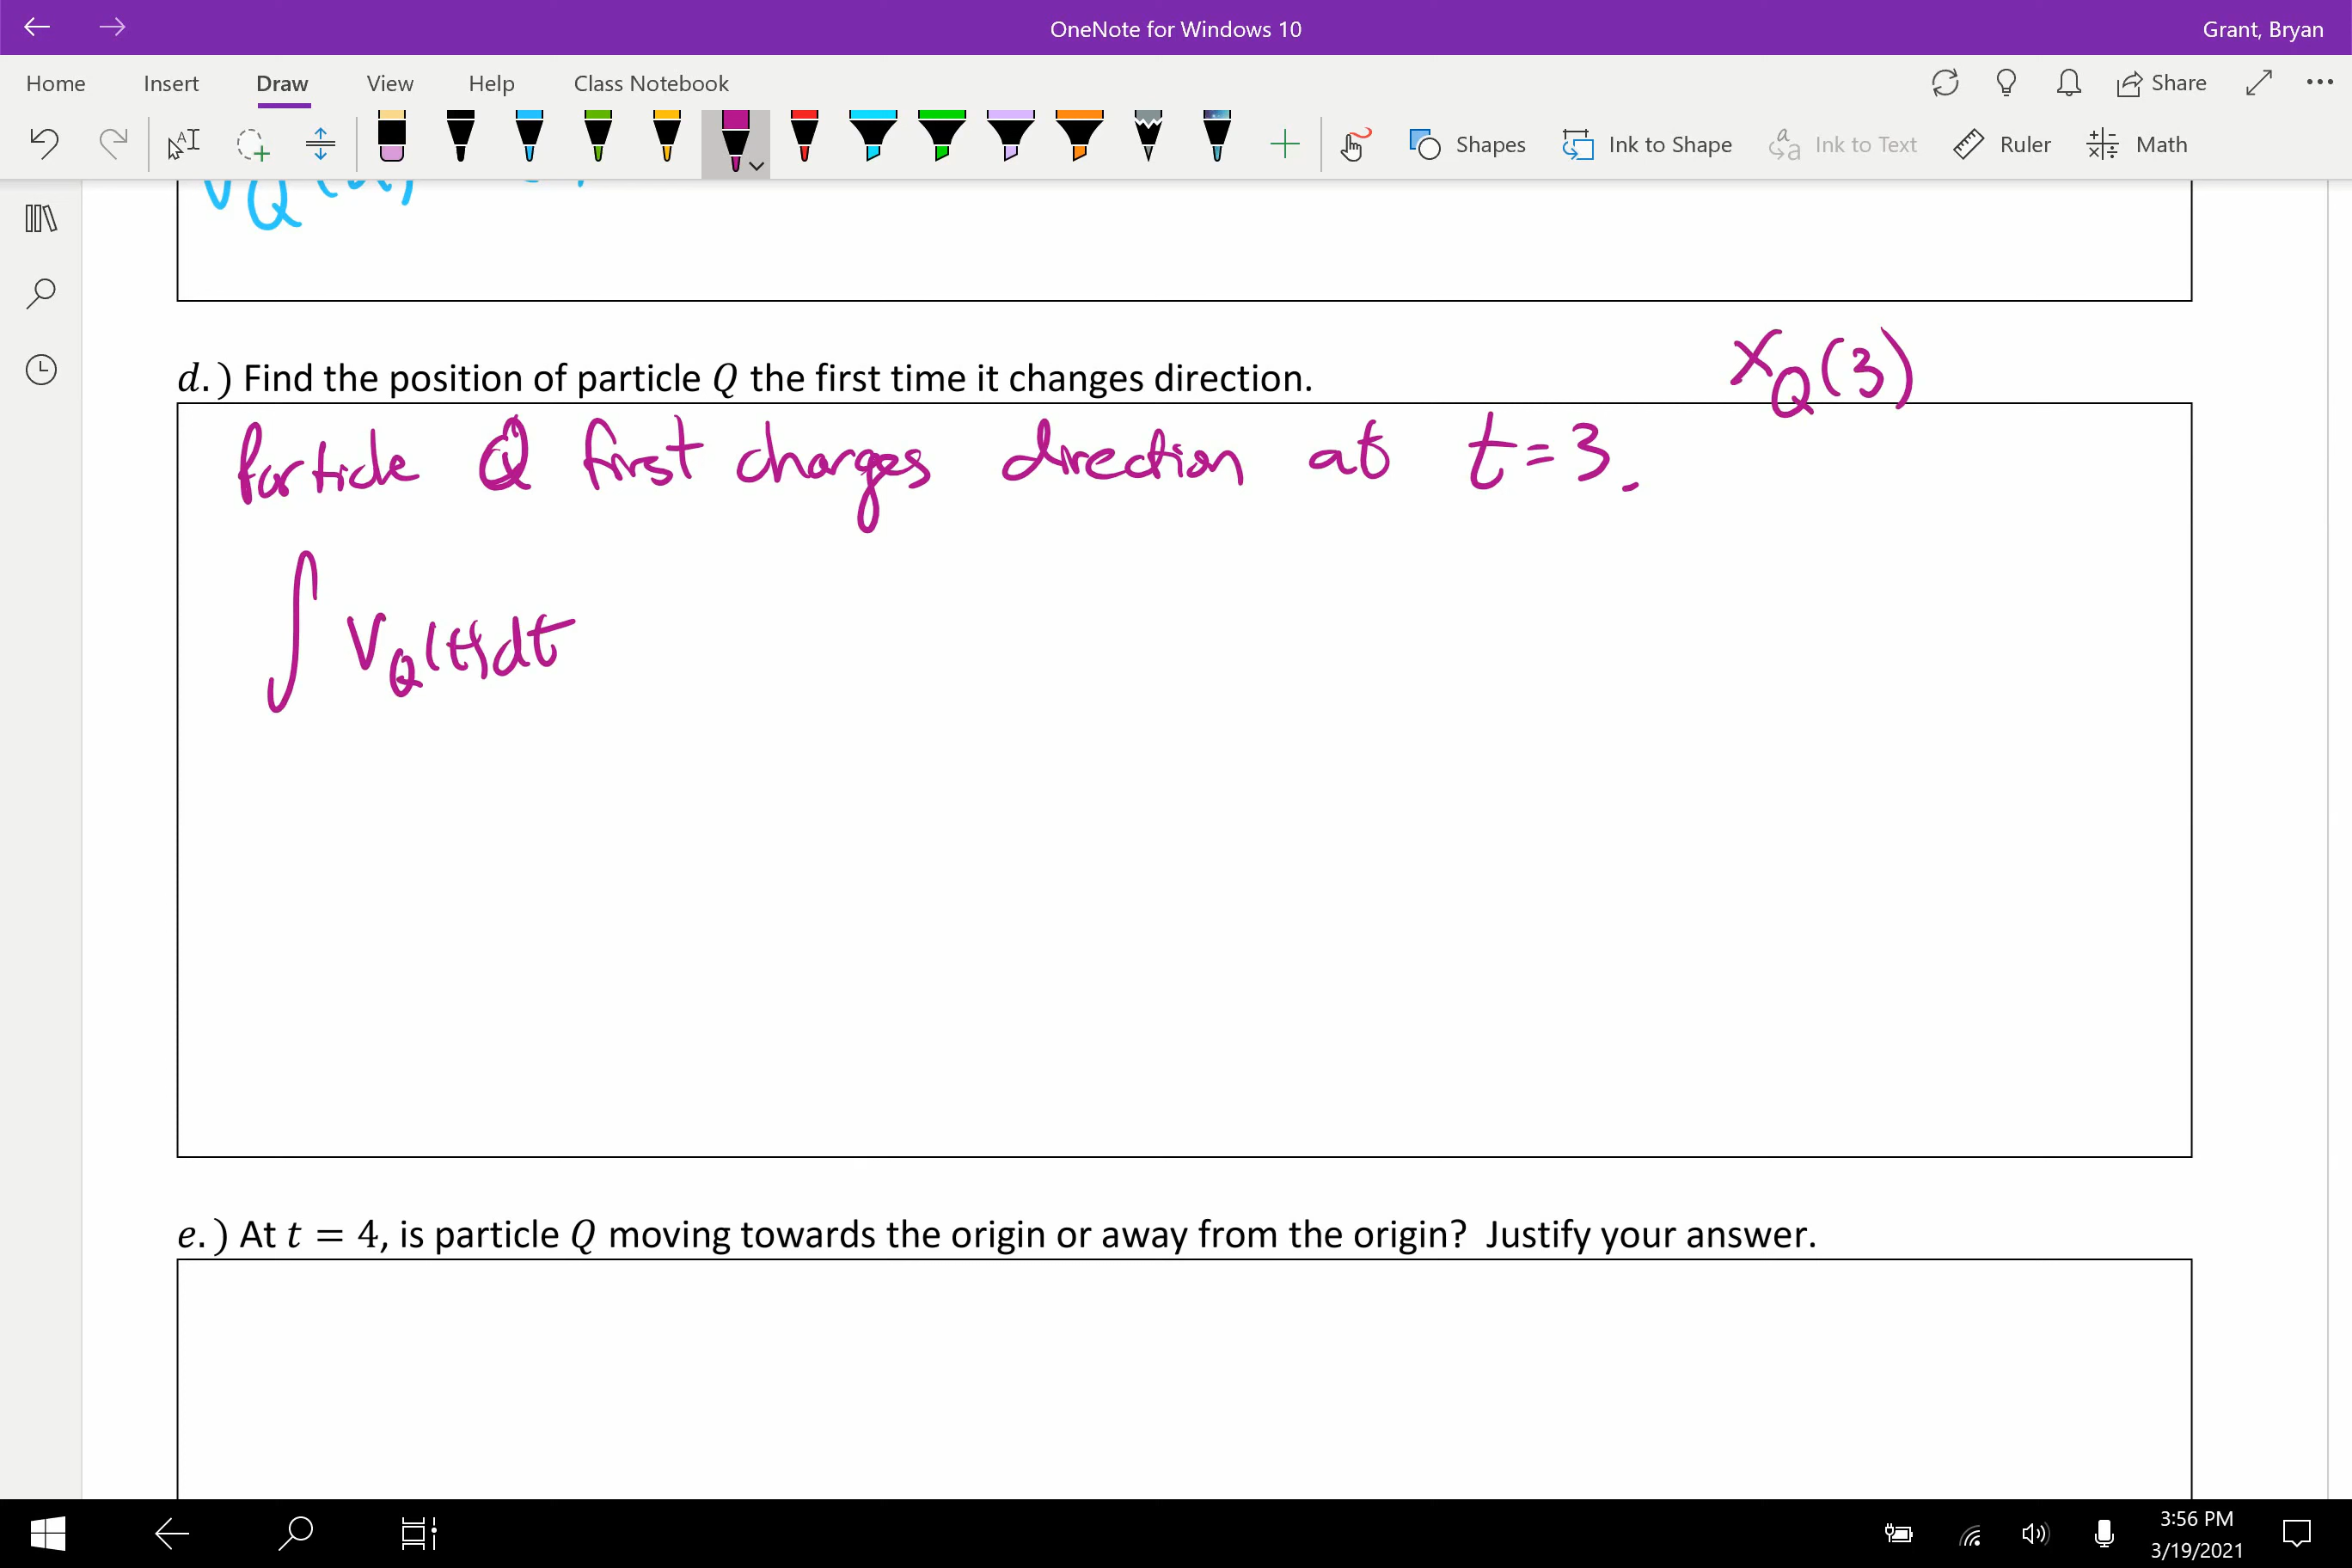 OneNote for Windows 10
Grant, Bryan
Home Insert Draw View Help Class Notebook Share
Shapes Ink to Shape Ink to Text Ruler Math
d.) Find the position of particle Q the first time it changes direction.
x_Q(3)
Particle Q first changes direction at t=3.
∫ v_Q(t)dt
e.) At t = 4, is particle Q moving towards the origin or away from the origin? Justify your answer.
3:56 PM
3/19/2021